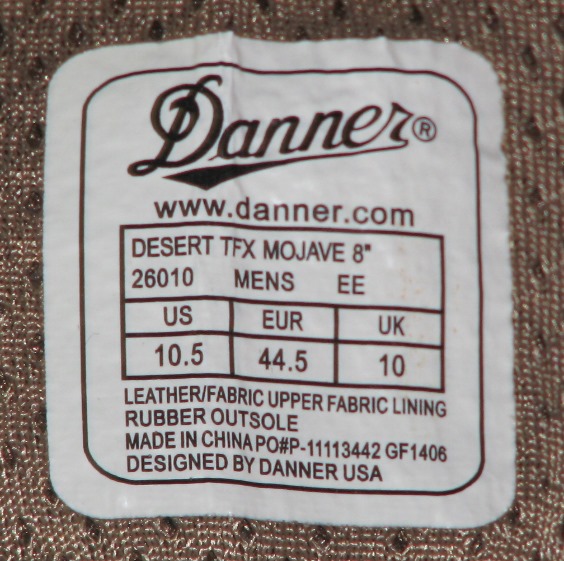 Danner®
www.danner.com
DESERT TFX MOJAVE 8"
26010 MENS EE
US EUR UK
10.5 44.5 10
LEATHER/FABRIC UPPER FABRIC LINING
RUBBER OUTSOLE
MADE IN CHINA PO#P-11113442 GF1406
DESIGNED BY DANNER USA